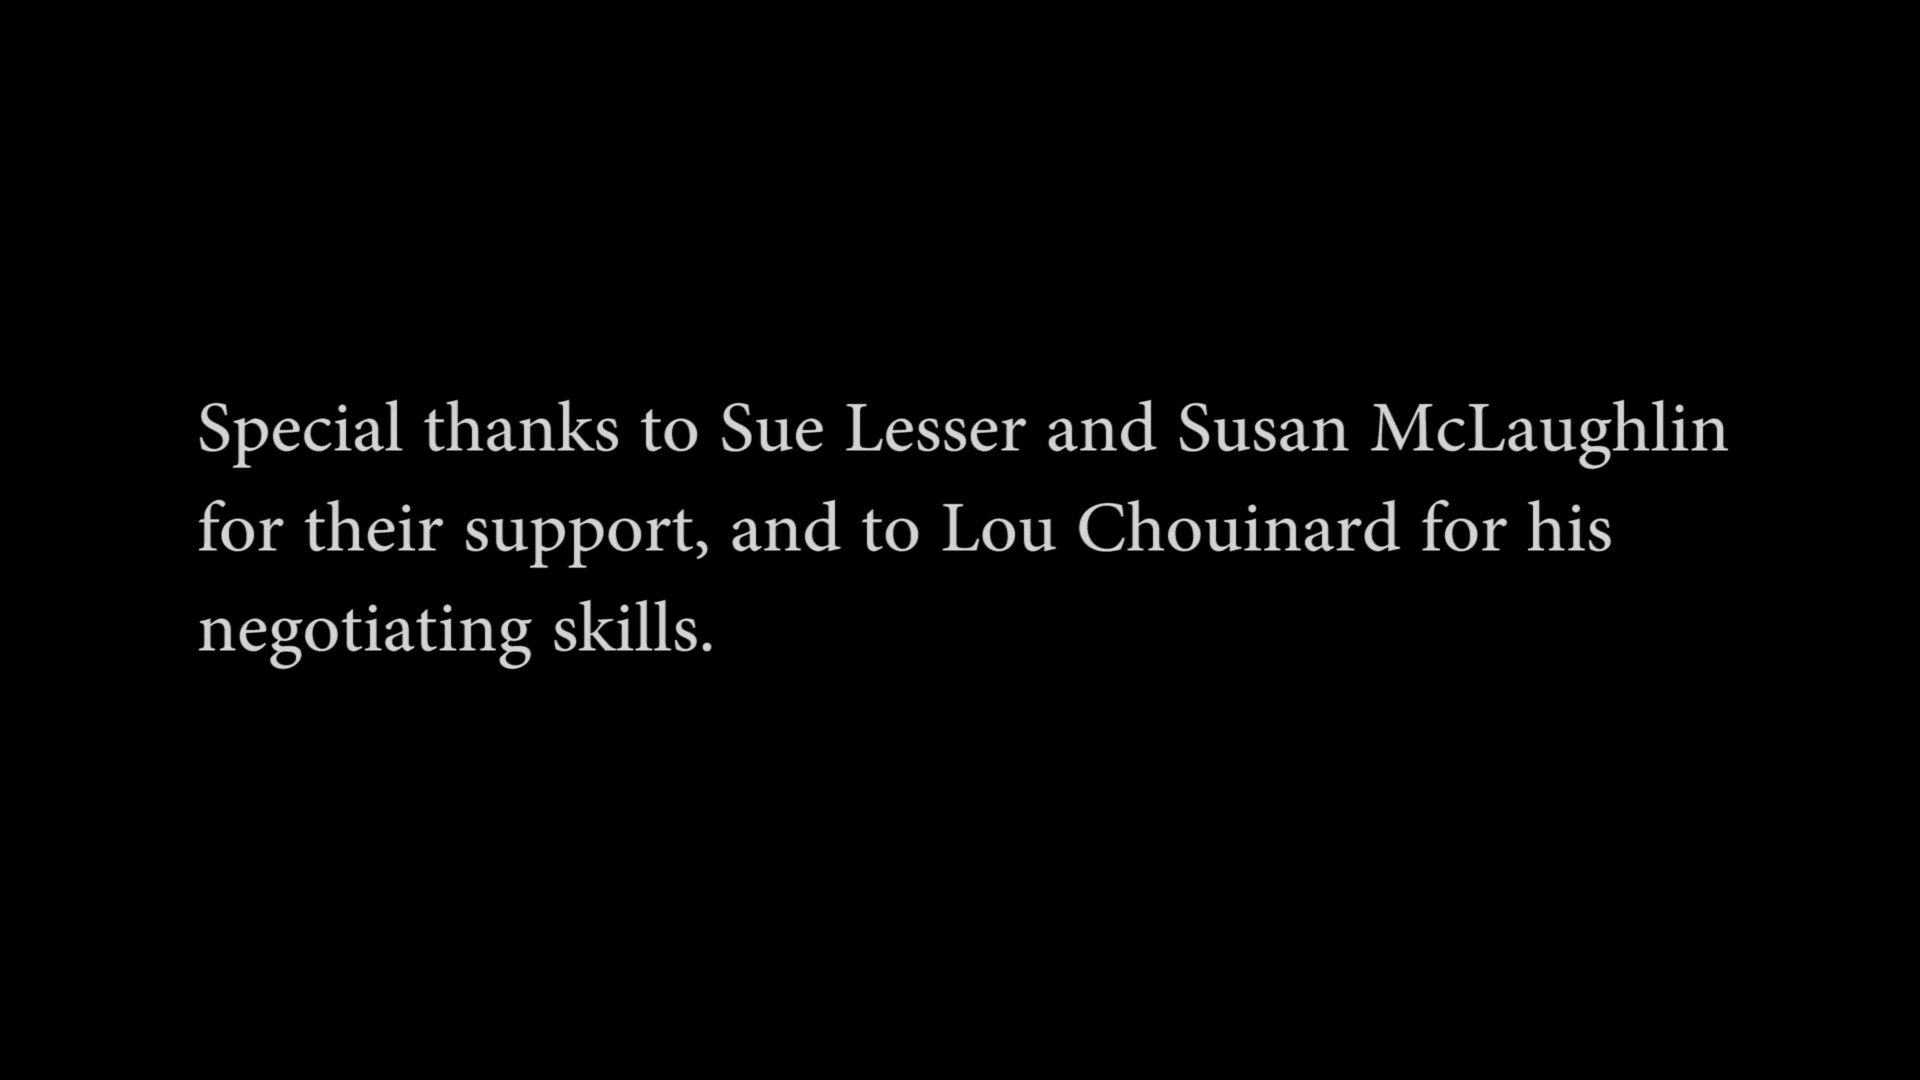 Special thanks to Sue Lesser and Susan McLaughlin
for their support, and to Lou Chouinard for his
negotiating skills.